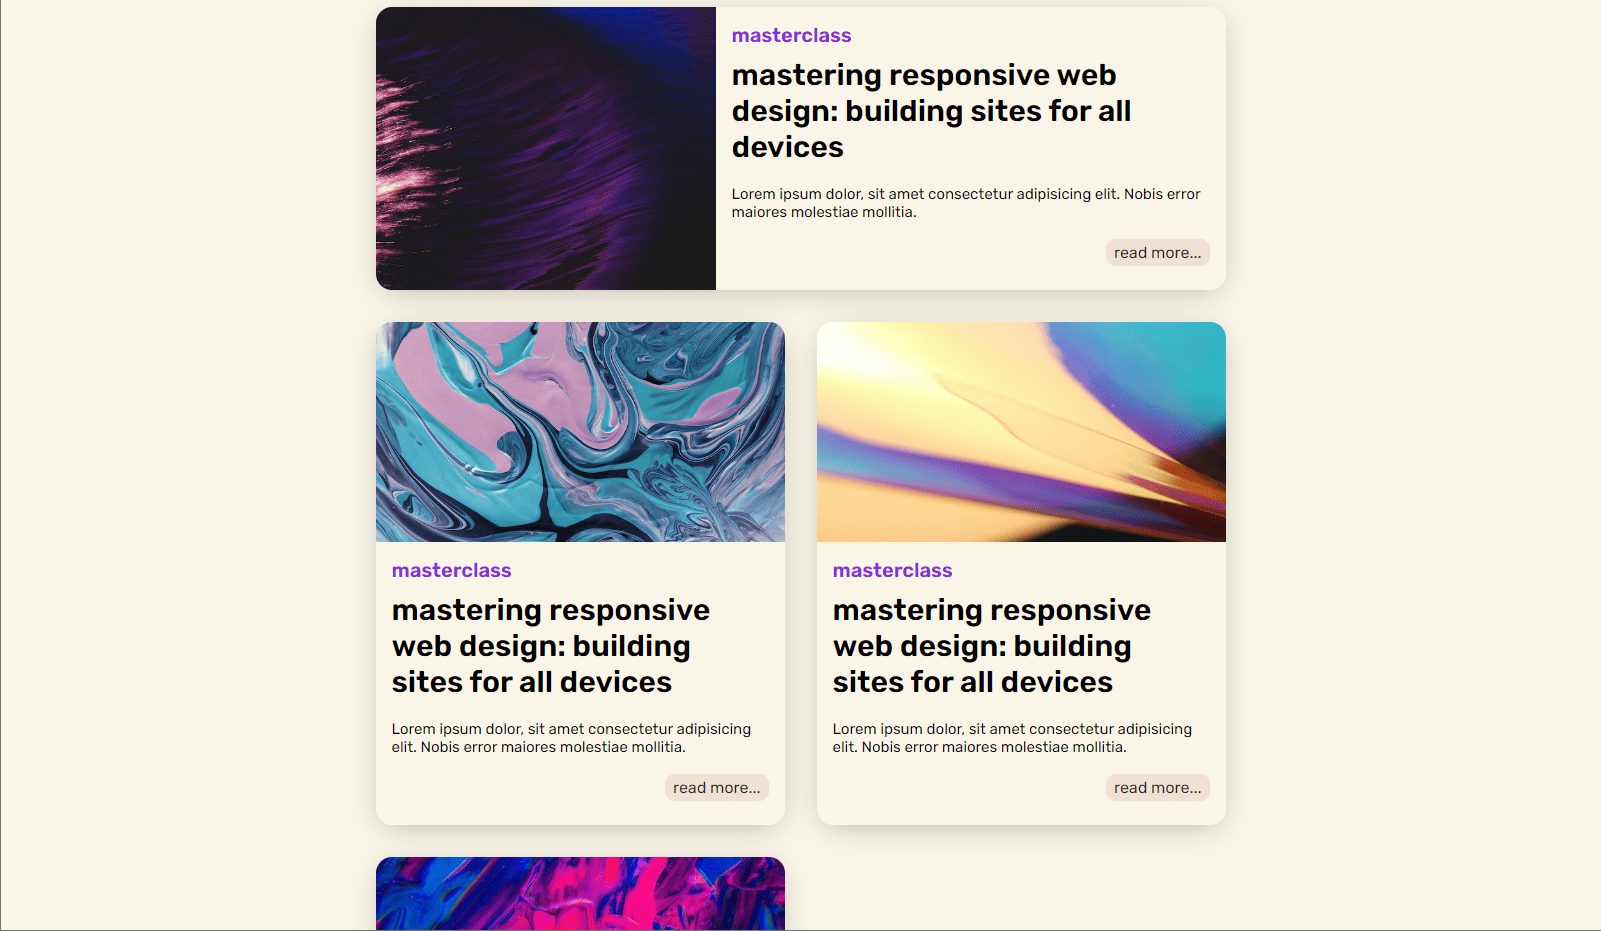 masterclass
mastering responsive web
design: building sites for all
devices
Lorem ipsum dolor, sit amet consectetur adipisicing elit. Nobis error
maiores molestiae mollitia.
read more...
masterclass
mastering responsive
web design: building
sites for all devices
Lorem ipsum dolor, sit amet consectetur adipisicing
elit. Nobis error maiores molestiae mollitia.
read more...
masterclass
mastering responsive
web design: building
sites for all devices
Lorem ipsum dolor, sit amet consectetur adipisicing
elit. Nobis error maiores molestiae mollitia.
read more...